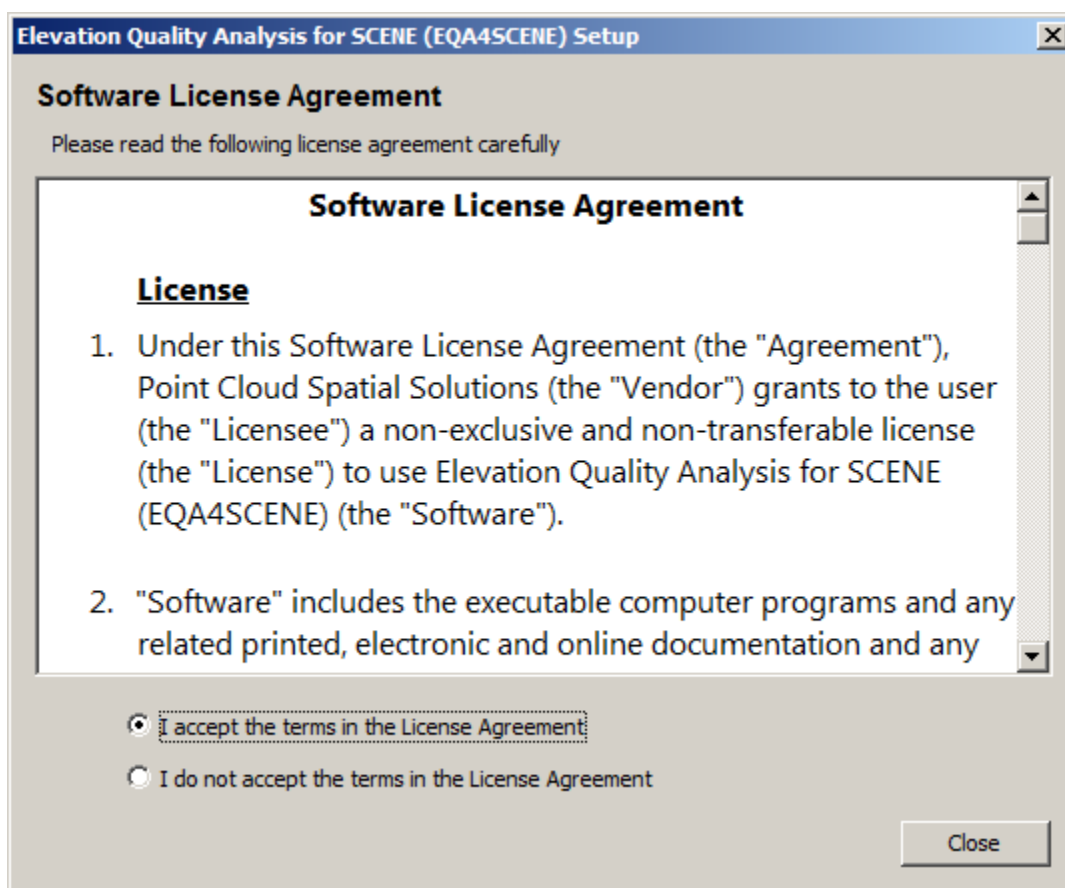 Elevation Quality Analysis for SCENE (EQA4SCENE) Setup
Software License Agreement
Please read the following license agreement carefully
Software License Agreement
License
1. Under this Software License Agreement (the "Agreement"),
Point Cloud Spatial Solutions (the "Vendor") grants to the user
(the "Licensee") a non-exclusive and non-transferable license
(the "License") to use Elevation Quality Analysis for SCENE
(EQA4SCENE) (the "Software").
2. "Software" includes the executable computer programs and any
related printed, electronic and online documentation and any
I accept the terms in the License Agreement
I do not accept the terms in the License Agreement
Close